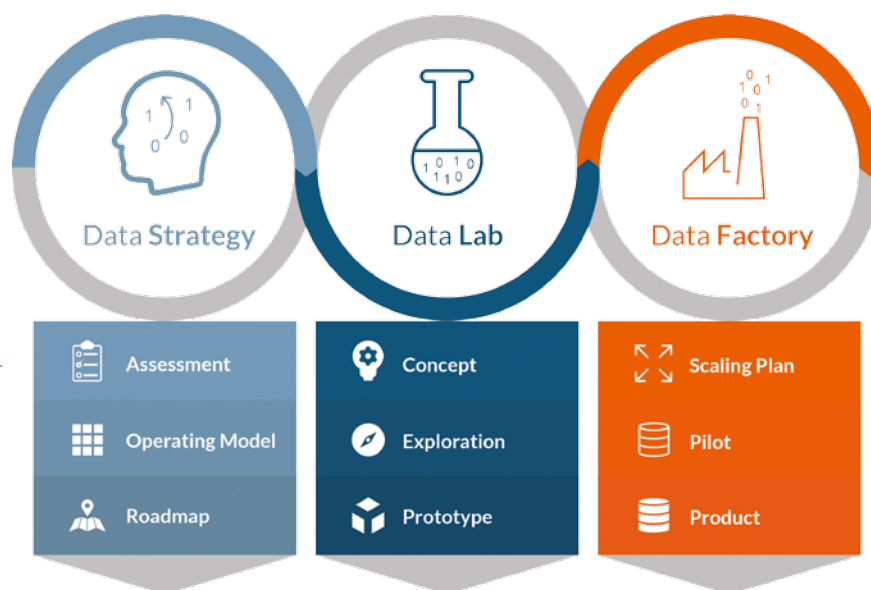 1 1
0 0
Data Strategy
1 0 1 0
1 1 0
Data Lab
1 0 1
0 0
1
Data Factory
Assessment
Operating Model
Roadmap
Concept
Exploration
Prototype
Scaling Plan
Pilot
Product